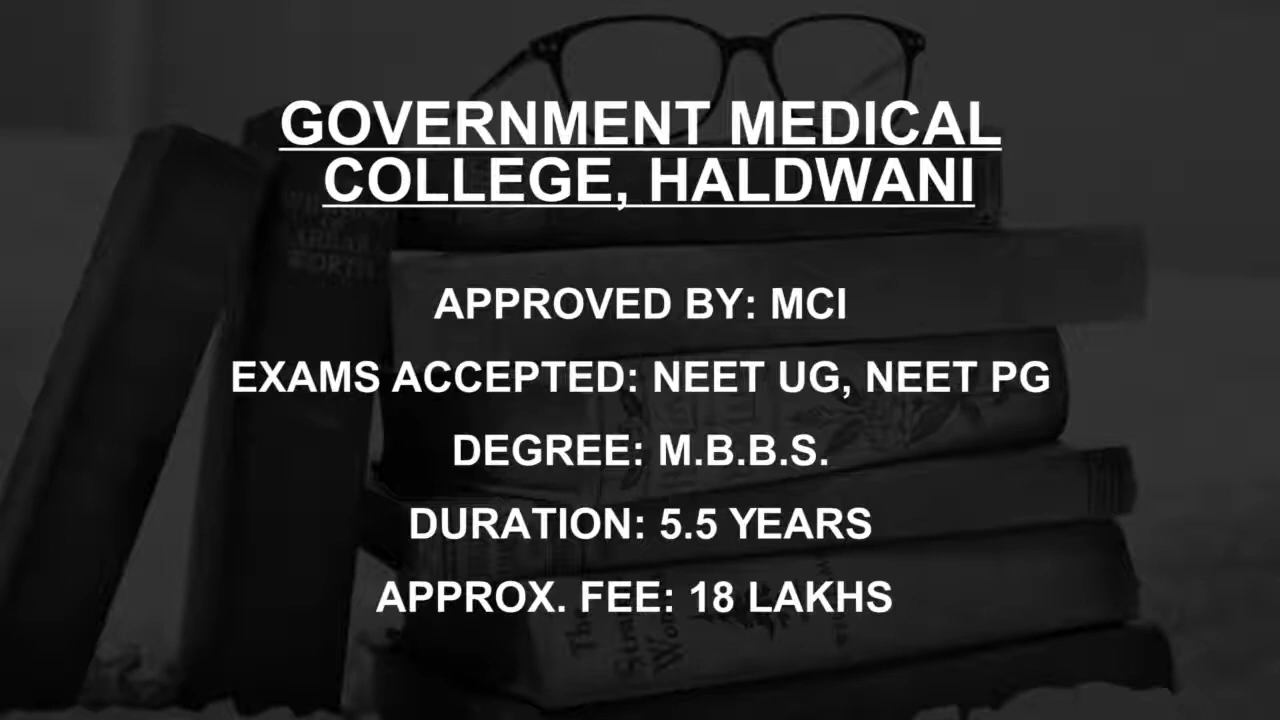 GOVERNMENT MEDICAL
COLLEGE, HALDWANI
APPROVED BY: MCI
EXAMS ACCEPTED: NEET UG, NEET PG
DEGREE: M.B.B.S.
DURATION: 5.5 YEARS
APPROX. FEE: 18 LAKHS